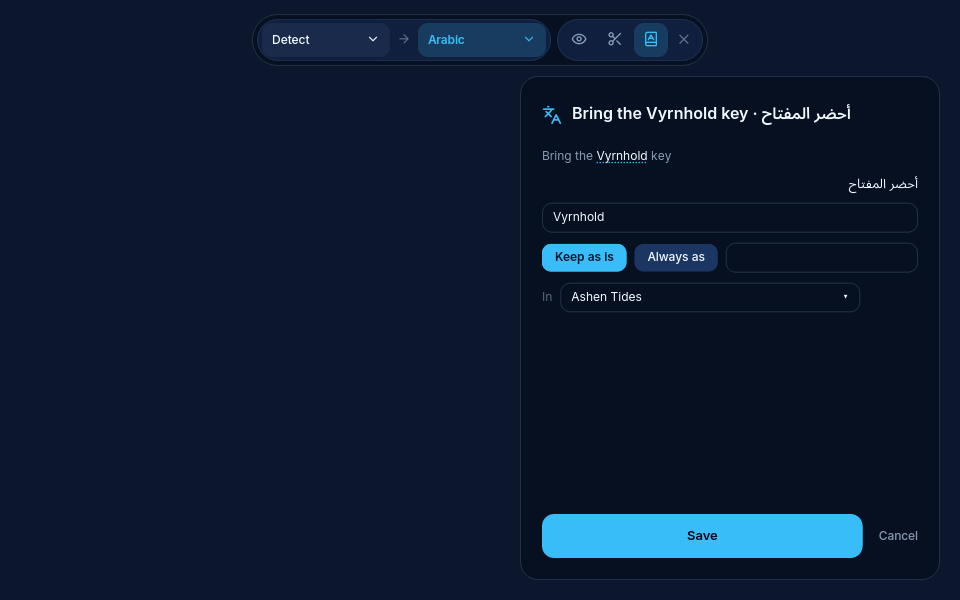 Detect
Arabic
Bring the Vyrnhold key · أحضر المفتاح
Bring the Vyrnhold key
أحضر المفتاح
Vyrnhold
Keep as is
Always as
In
Ashen Tides
Save
Cancel